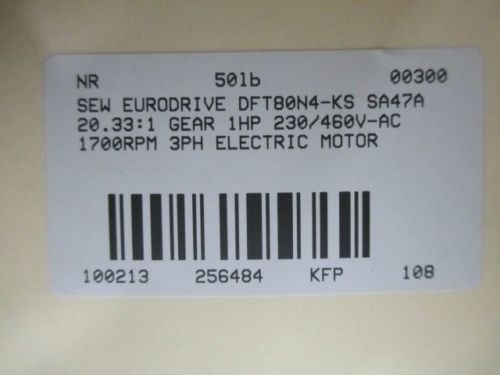 NR 50lb 00300
SEW EURODRIVE DFT80N4-KS SA47A
20.33:1 GEAR 1HP 230/460V-AC
1700RPM 3PH ELECTRIC MOTOR
100213 256484 KFP 108